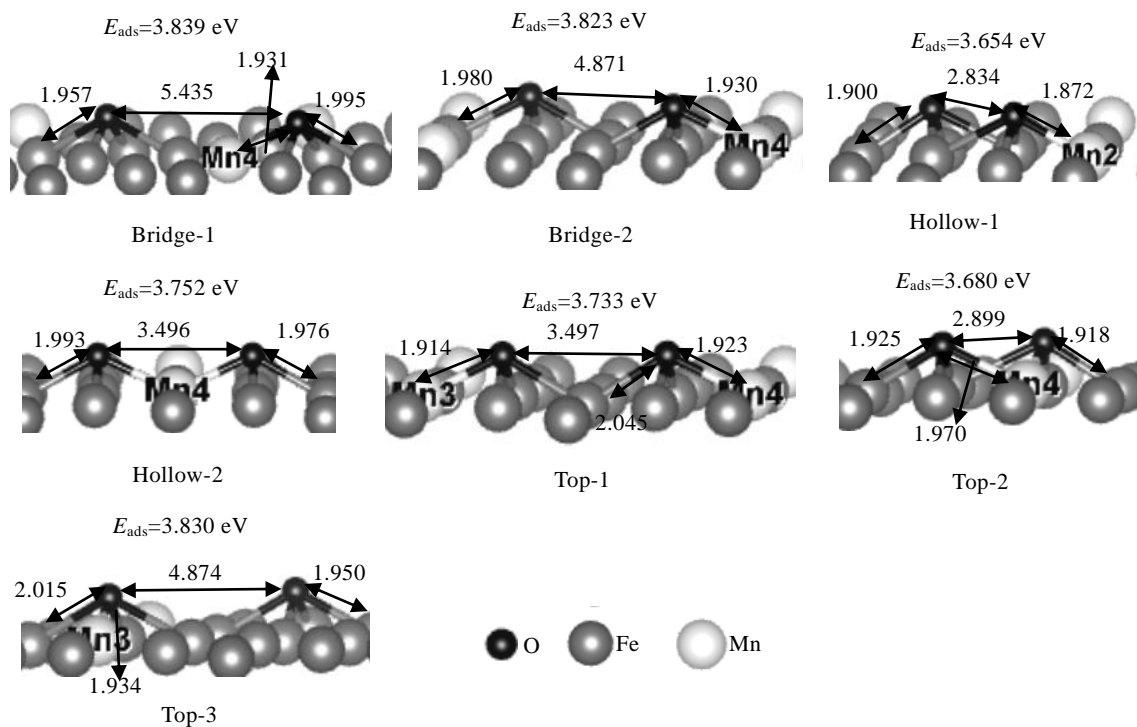 E_ads=3.839 eV
1.931
1.957
5.435
1.995
Mn4
Bridge-1
E_ads=3.823 eV
1.980
4.871
1.930
Mn4
Bridge-2
E_ads=3.654 eV
1.900
2.834
1.872
Mn2
Hollow-1
E_ads=3.752 eV
1.993
3.496
1.976
Mn4
Hollow-2
E_ads=3.733 eV
1.914
3.497
1.923
Mn3
Mn4
2.045
Top-1
E_ads=3.680 eV
1.925
2.899
1.918
Mn4
1.970
Top-2
E_ads=3.830 eV
2.015
4.874
1.950
Mn3
1.934
Top-3
O
Fe
Mn